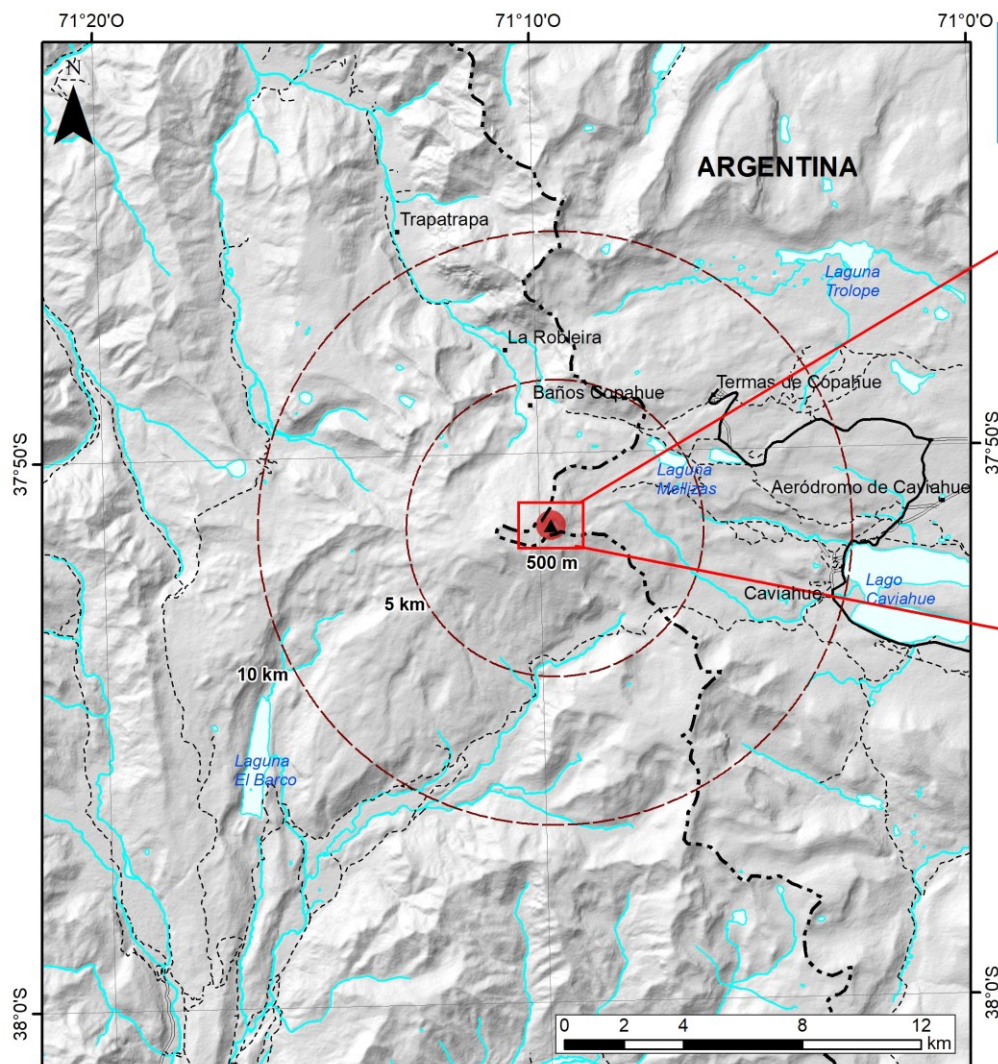 71°20'O
71°10'O
71°0'O
N
ARGENTINA
Trapatrapa
Laguna
Trolope
La Robleira
Termas de Copahue
Baños Copahue
37°50'S
37°50'S
Laguna
Mellizas
Aeródromo de Caviahue
500 m
Lago
Caviahue
Caviahue
5 km
10 km
Laguna
El Barco
38°0'S
38°0'S
0 2 4 8 12
km